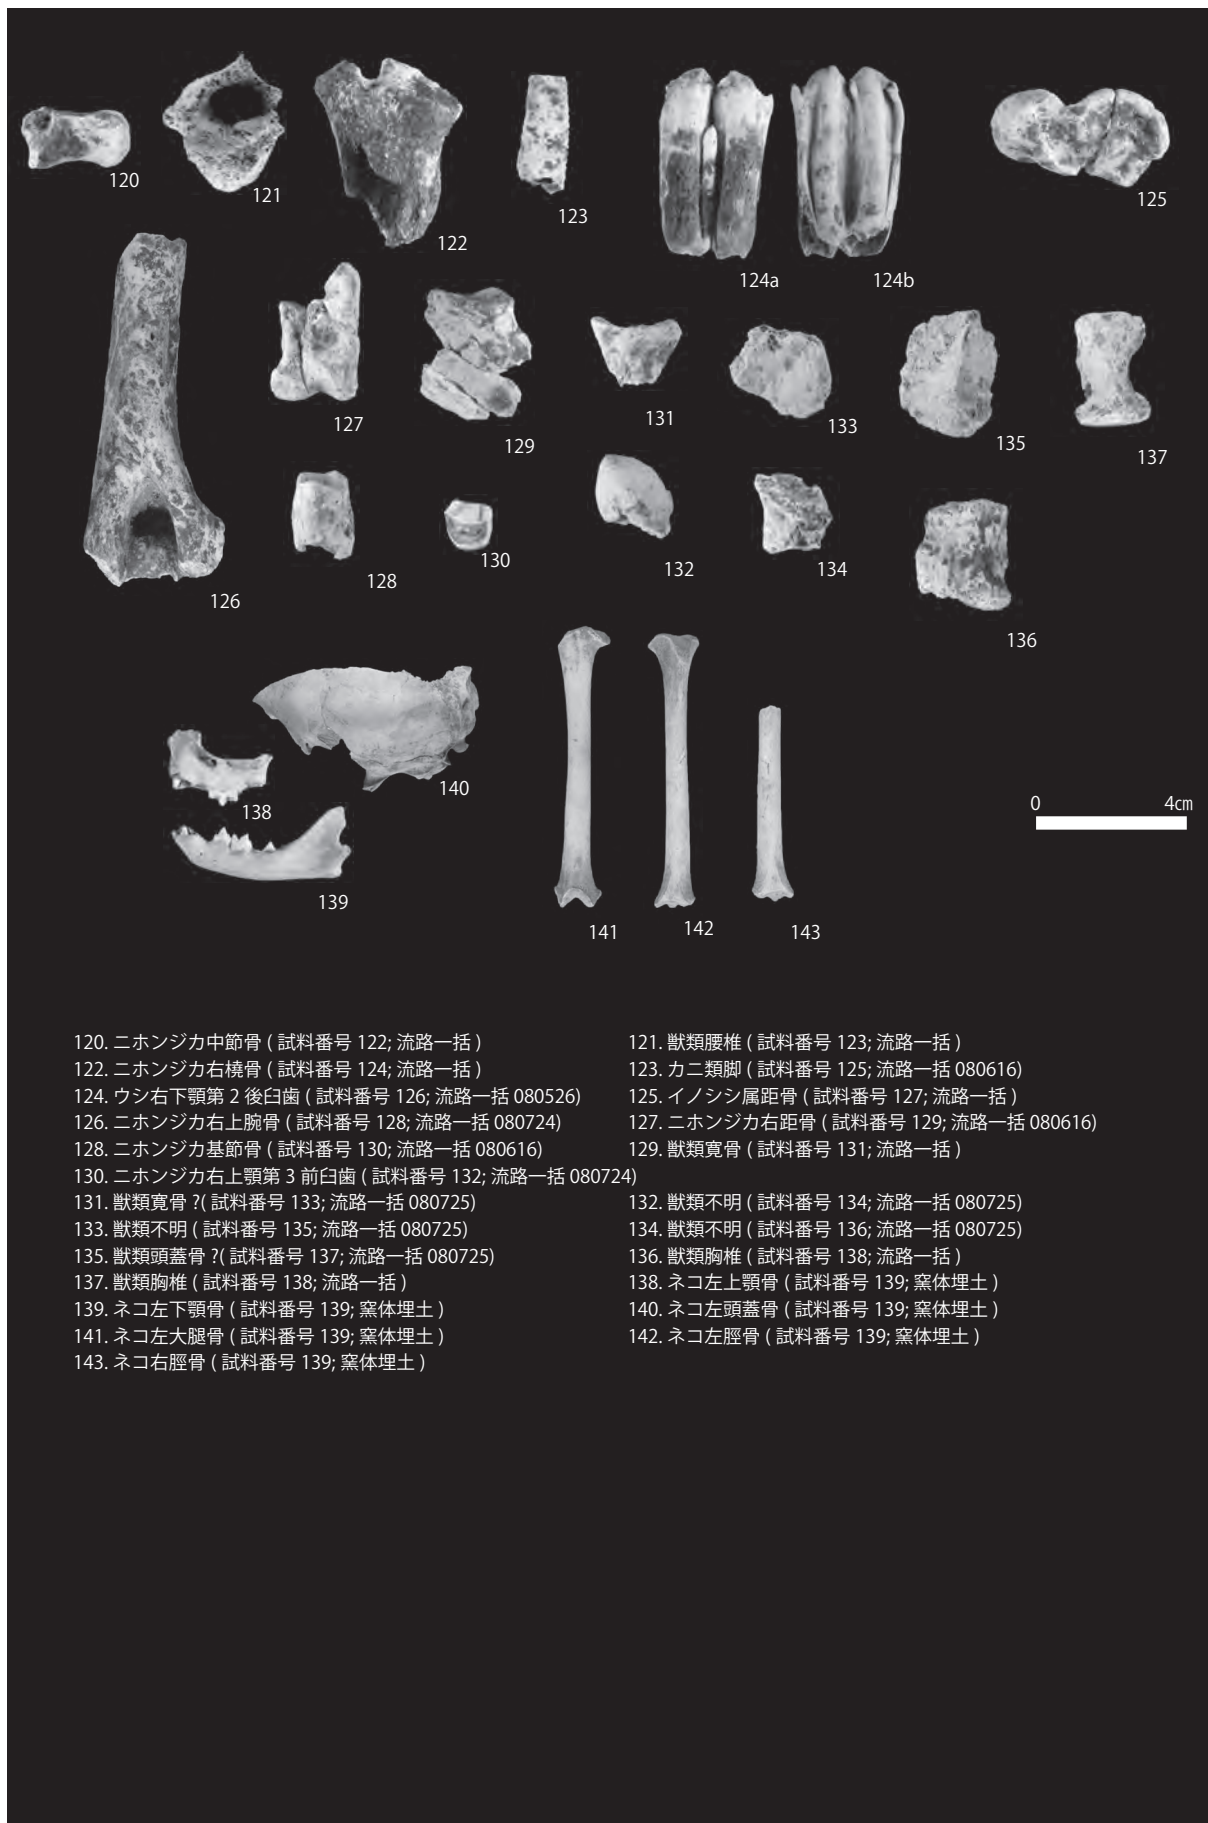 120
121
122
123
124a
124b
125
126
127
128
129
130
131
132
133
134
135
136
137
138
139
140
141
142
143
0 4㎝
120. ニホンジカ中節骨 ( 試料番号 122; 流路一括 )
121. 獣類腰椎 ( 試料番号 123; 流路一括 )
122. ニホンジカ右橈骨 ( 試料番号 124; 流路一括 )
123. カニ類脚 ( 試料番号 125; 流路一括 080616)
124. ウシ右下顎第 2 後臼歯 ( 試料番号 126; 流路一括 080526)
125. イノシシ属距骨 ( 試料番号 127; 流路一括 )
126. ニホンジカ右上腕骨 ( 試料番号 128; 流路一括 080724)
127. ニホンジカ右距骨 ( 試料番号 129; 流路一括 080616)
128. ニホンジカ基節骨 ( 試料番号 130; 流路一括 080616)
129. 獣類寛骨 ( 試料番号 131; 流路一括 )
130. ニホンジカ右上顎第 3 前臼歯 ( 試料番号 132; 流路一括 080724)
131. 獣類寛骨 ?( 試料番号 133; 流路一括 080725)
132. 獣類不明 ( 試料番号 134; 流路一括 080725)
133. 獣類不明 ( 試料番号 135; 流路一括 080725)
134. 獣類不明 ( 試料番号 136; 流路一括 080725)
135. 獣類頭蓋骨 ?( 試料番号 137; 流路一括 080725)
136. 獣類胸椎 ( 試料番号 138; 流路一括 )
137. 獣類胸椎 ( 試料番号 138; 流路一括 )
138. ネコ左上顎骨 ( 試料番号 139; 窯体埋土 )
139. ネコ左下顎骨 ( 試料番号 139; 窯体埋土 )
140. ネコ左頭蓋骨 ( 試料番号 139; 窯体埋土 )
141. ネコ左大腿骨 ( 試料番号 139; 窯体埋土 )
142. ネコ左脛骨 ( 試料番号 139; 窯体埋土 )
143. ネコ右脛骨 ( 試料番号 139; 窯体埋土 )